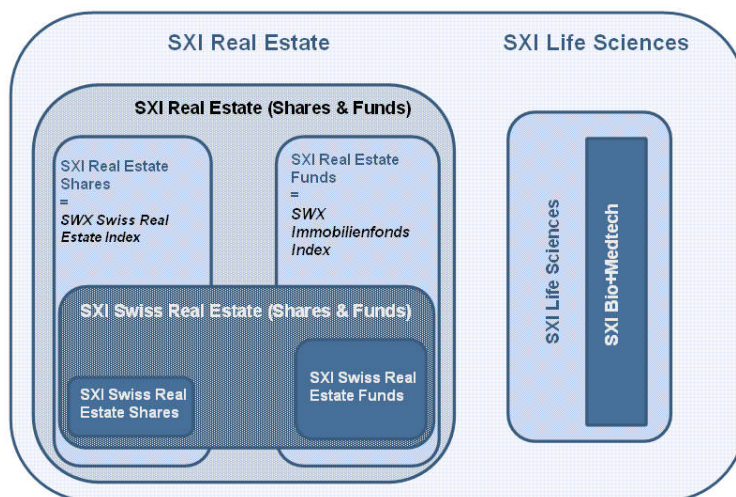 SXI Real Estate
SXI Life Sciences
SXI Real Estate (Shares & Funds)
SXI Real Estate
Shares
=
SWX Swiss Real
Estate Index
SXI Real Estate
Funds
=
SWX
Immobilienfonds
Index
SXI Swiss Real Estate (Shares & Funds)
SXI Swiss Real
Estate Shares
SXI Swiss Real
Estate Funds
SXI Life Sciences
SXI Bio+Medtech